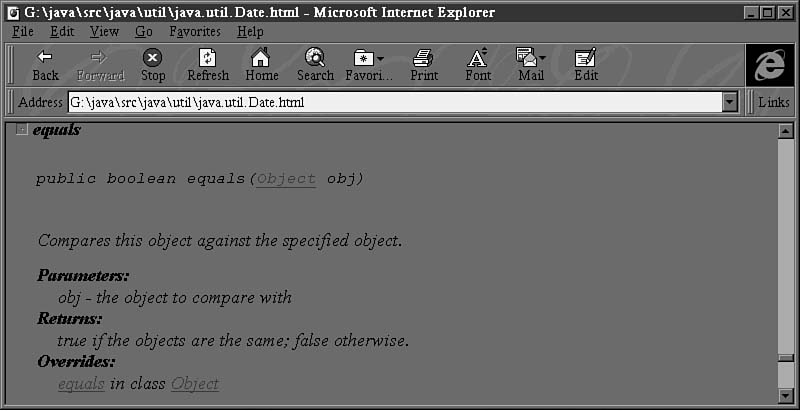 G:\java\src\java\util\java.util.Date.html - Microsoft Internet Explorer
File Edit View Go Favorites Help
Back Forward Stop Refresh Home Search Favori... Print Font Mail Edit
Address G:\java\src\java\util\java.util.Date.html Links
equals
public boolean equals(Object obj)
Compares this object against the specified object.
Parameters:
obj - the object to compare with
Returns:
true if the objects are the same; false otherwise.
Overrides:
equals in class Object